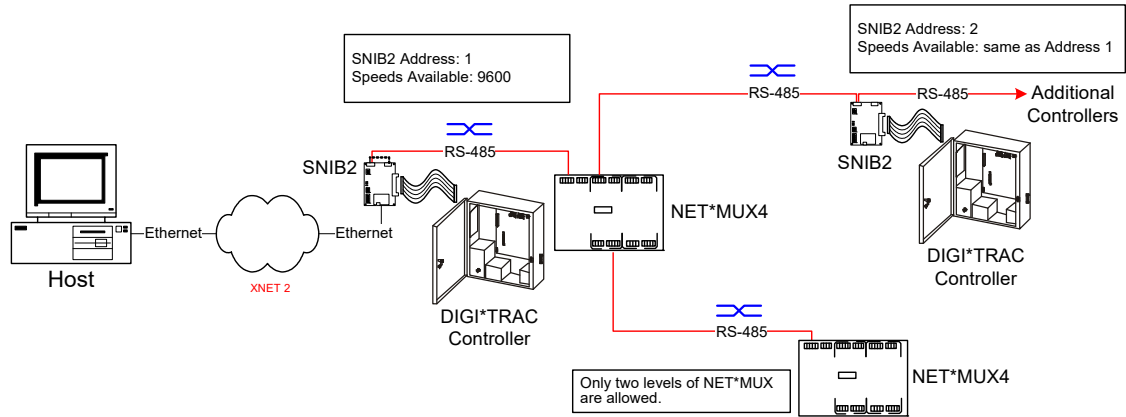 SNIB2 Address: 1
Speeds Available: 9600
SNIB2 Address: 2
Speeds Available: same as Address 1
RS-485
RS-485
Additional
Controllers
RS-485
SNIB2
SNIB2
NET*MUX4
Ethernet
Ethernet
Host
XNET 2
DIGI*TRAC
Controller
DIGI*TRAC
Controller
RS-485
NET*MUX4
Only two levels of NET*MUX
are allowed.